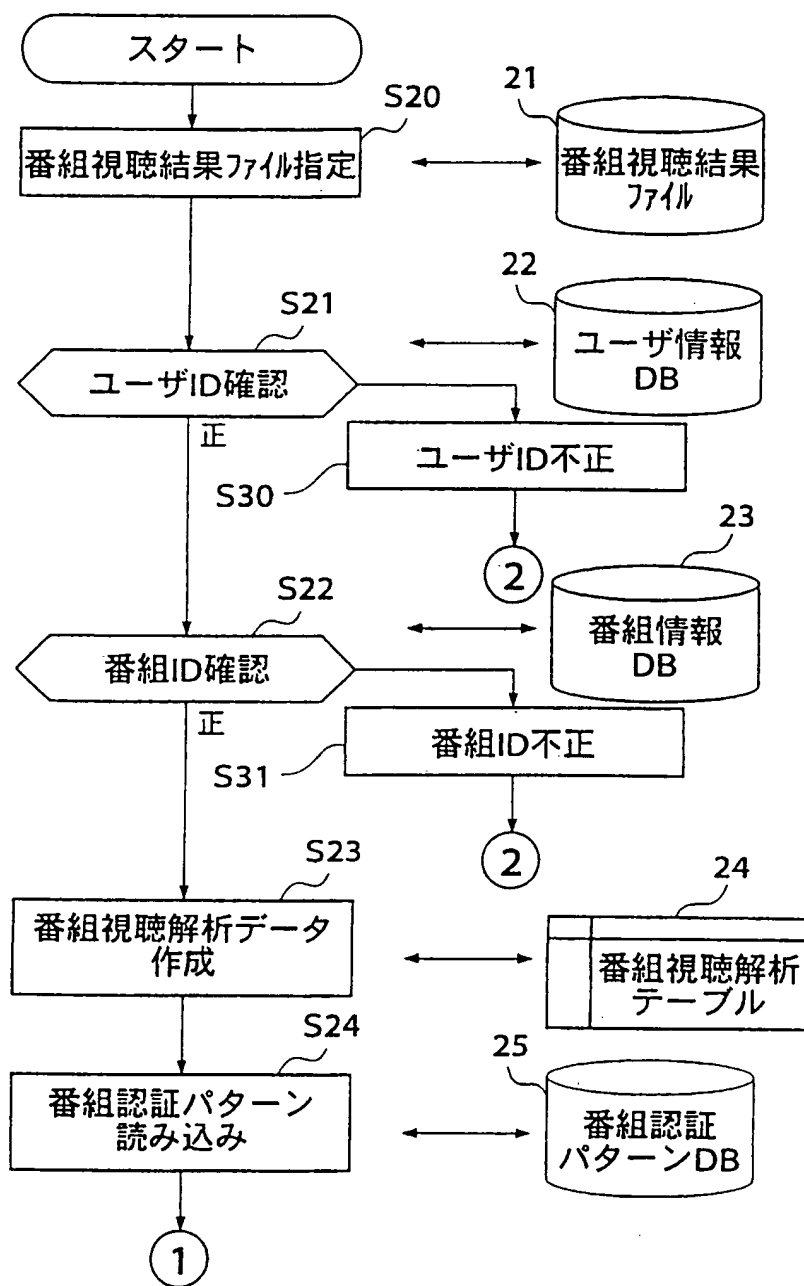 スタート
S20
番組視聴結果ファイル指定
21
番組視聴結果
ファイル
S21
ユーザID確認
正
22
ユーザ情報
DB
S30
ユーザID不正
2
S22
番組ID確認
正
23
番組情報
DB
S31
番組ID不正
2
S23
番組視聴解析データ
作成
24
番組視聴解析
テーブル
S24
番組認証パターン
読み込み
25
番組認証
パターンDB
1